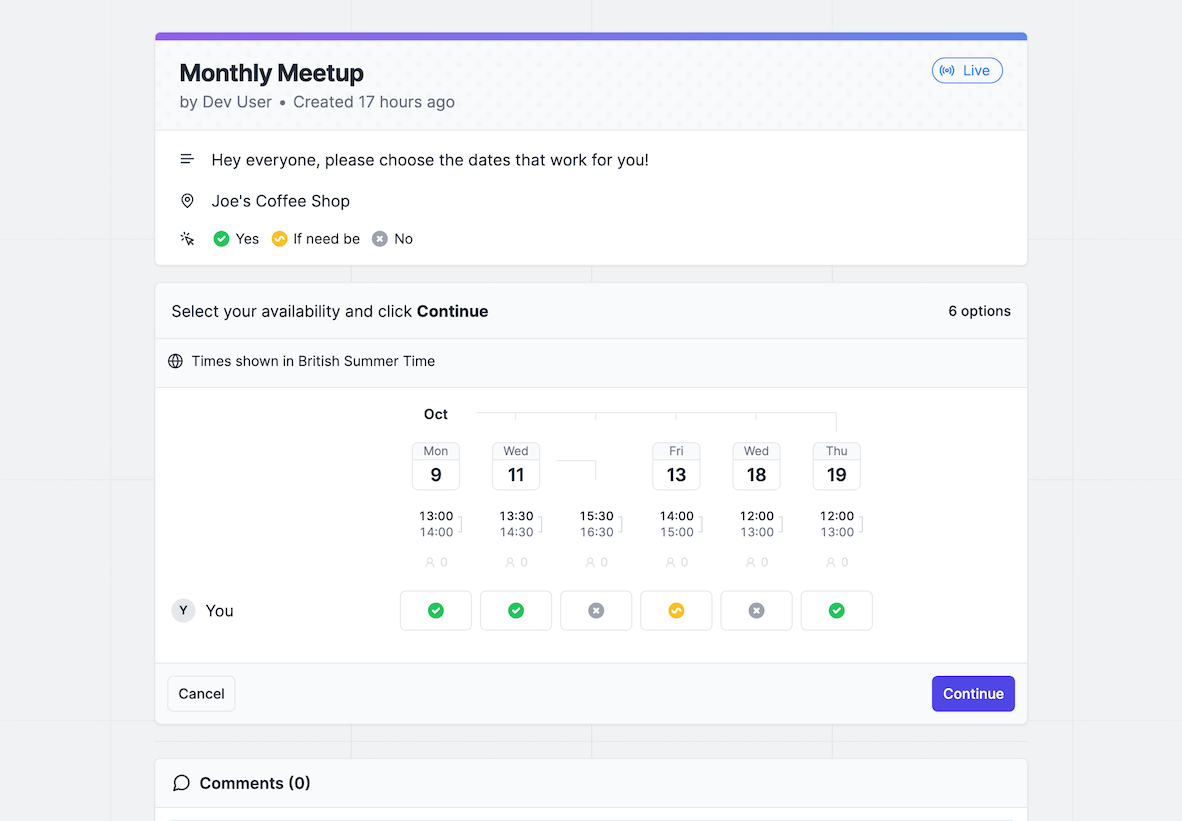 Monthly Meetup
Live
by Dev User • Created 17 hours ago
Hey everyone, please choose the dates that work for you!
Joe's Coffee Shop
Yes If need be No
Select your availability and click Continue
6 options
Times shown in British Summer Time
Oct
Mon Wed Fri Wed Thu
9 11 13 18 19
13:00 13:30 15:30 14:00 12:00 12:00
14:00 14:30 16:30 15:00 13:00 13:00
0 0 0 0 0 0
Y You
Cancel Continue
Comments (0)